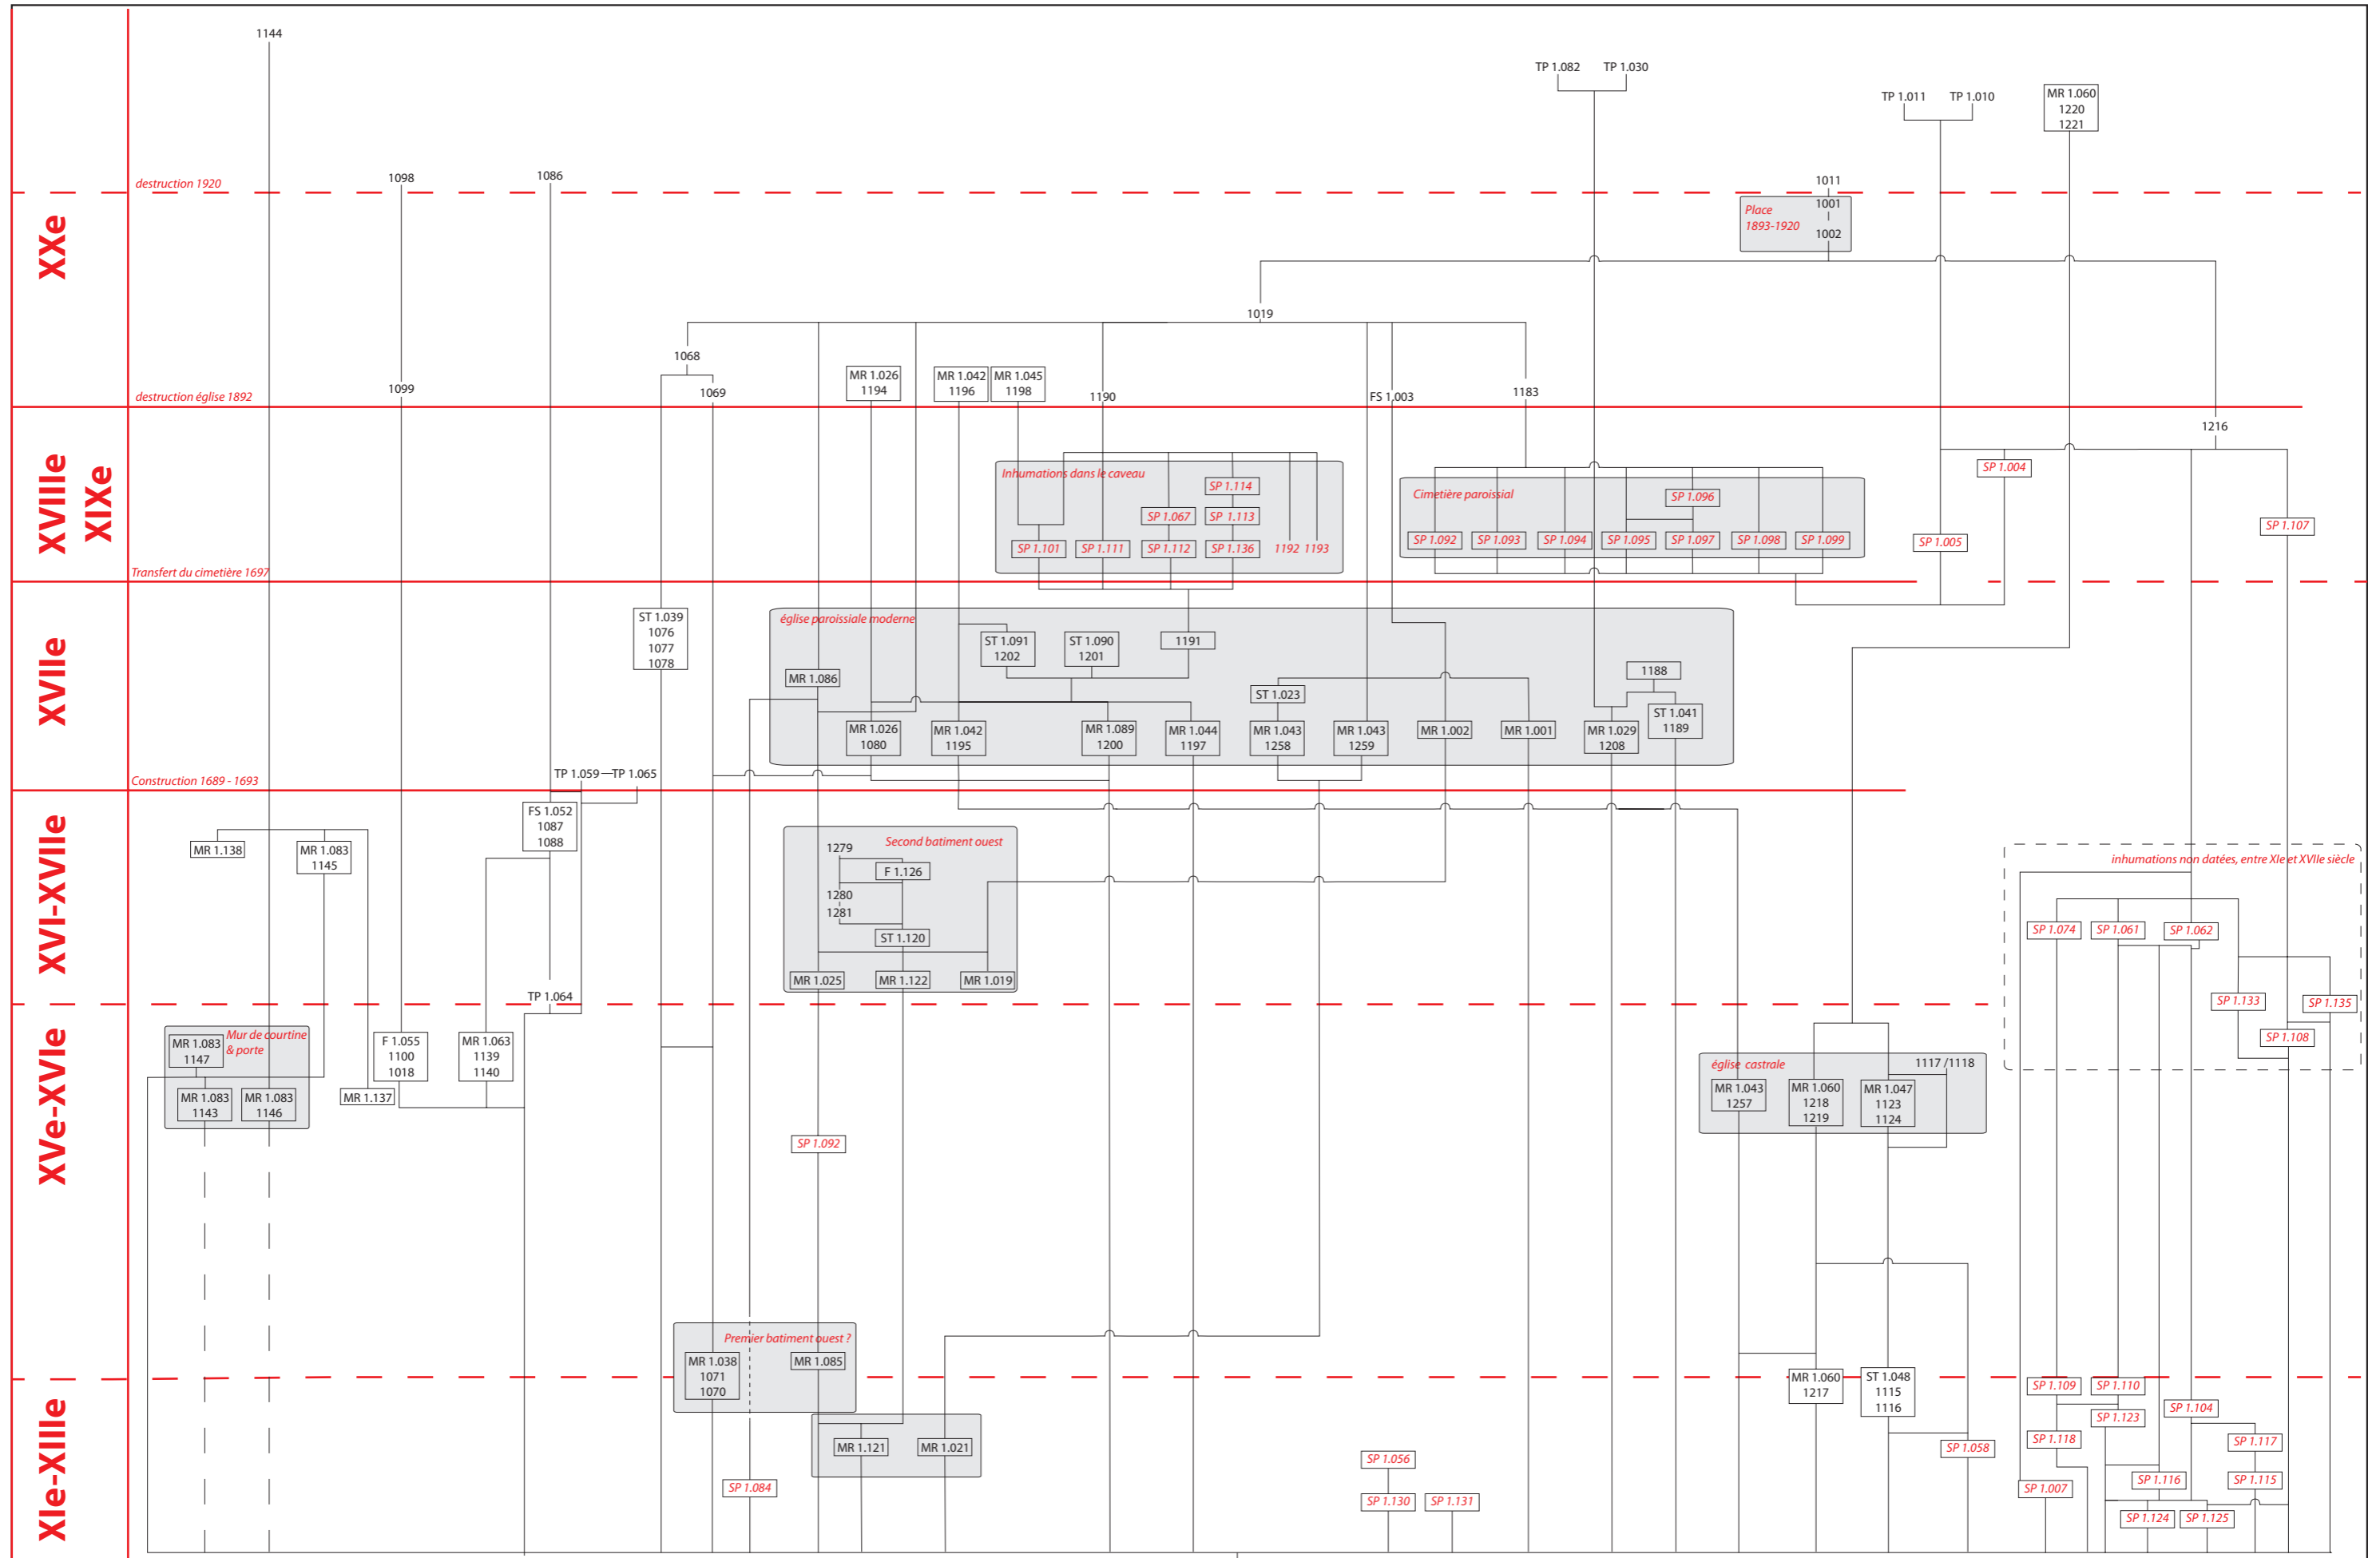 1144
TP 1.082 TP 1.030
TP 1.011 TP 1.010
MR 1.060
1220
1221
destruction 1920
1098
1086
1011
XXe
Place
1893-1920
1001
1002
1019
1068
1099
1069
MR 1.026
1194
MR 1.042
1196
MR 1.045
1198
1190
FS 1.003
1183
destruction église 1892
XVIIIe
XIXe
1216
Inhumations dans le caveau
SP 1.114
SP 1.067
SP 1.113
SP 1.101
SP 1.111
SP 1.112
SP 1.136
1192 1193
Cimetière paroissial
SP 1.096
SP 1.092
SP 1.093
SP 1.094
SP 1.095
SP 1.097
SP 1.098
SP 1.099
SP 1.004
SP 1.005
SP 1.107
Transfert du cimetière 1697
XVIIe
ST 1.039
1076
1077
1078
église paroissiale moderne
MR 1.086
ST 1.091
1202
ST 1.090
1201
1191
ST 1.023
1188
ST 1.041
1189
MR 1.026
1080
MR 1.042
1195
MR 1.089
1200
MR 1.044
1197
MR 1.043
1258
MR 1.043
1259
MR 1.002
MR 1.001
MR 1.029
1208
Construction 1689 - 1693
TP 1.059
TP 1.065
XVI-XVIIe
MR 1.138
MR 1.083
1145
FS 1.052
1087
1088
Second batiment ouest
1279
F 1.126
1280
1281
ST 1.120
MR 1.025
MR 1.122
MR 1.019
inhumations non datées, entre XIe et XVIIe siècle
SP 1.074
SP 1.061
SP 1.062
SP 1.133
SP 1.135
SP 1.108
TP 1.064
XVe-XVIe
Mur de courtine
& porte
MR 1.083
1147
MR 1.083
1143
MR 1.083
1146
MR 1.137
F 1.055
1100
1018
MR 1.063
1139
1140
SP 1.092
église castrale
1117 /1118
MR 1.043
1257
MR 1.060
1218
1219
MR 1.047
1123
1124
Premier batiment ouest ?
MR 1.038
1071
1070
MR 1.085
XIe-XIIIe
MR 1.060
1217
ST 1.048
1115
1116
SP 1.058
MR 1.121
MR 1.021
SP 1.084
SP 1.056
SP 1.130
SP 1.131
SP 1.109
SP 1.110
SP 1.123
SP 1.104
SP 1.118
SP 1.117
SP 1.116
SP 1.115
SP 1.007
SP 1.124
SP 1.125